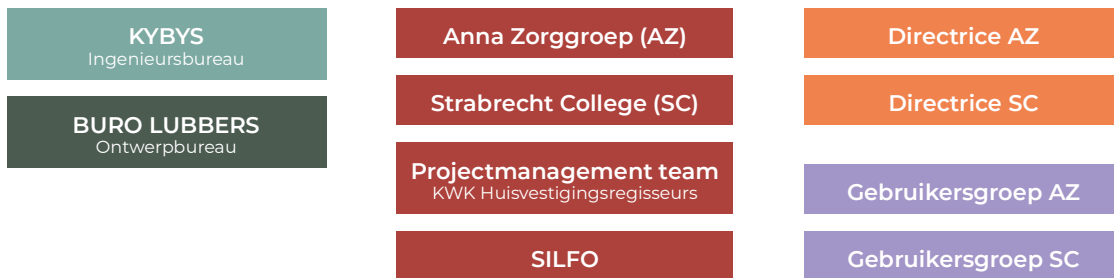 KYBYS
Ingenieursbureau
BURO LUBBERS
Ontwerpbureau
Anna Zorggroep (AZ)
Strabrecht College (SC)
Projectmanagement team
KWK Huisvestigingsregisseurs
SILFO
Directrice AZ
Directrice SC
Gebruikersgroep AZ
Gebruikersgroep SC